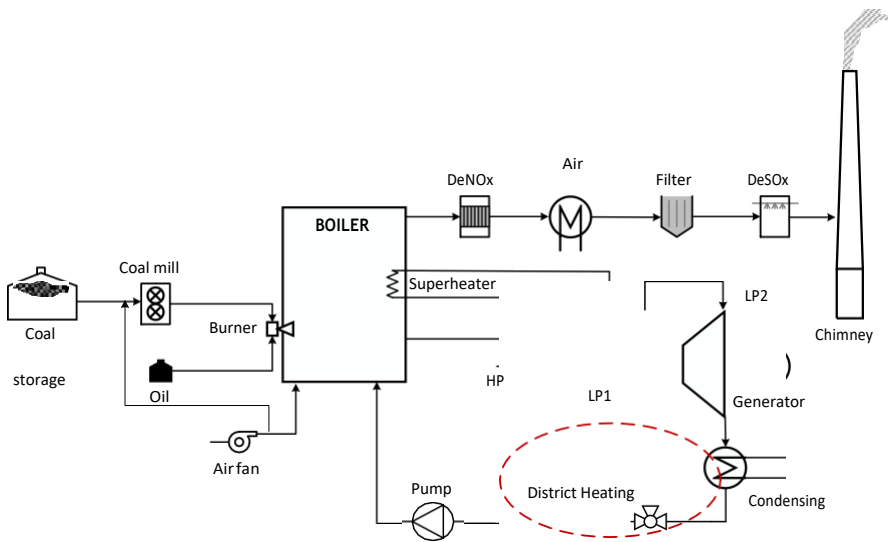 Air
DeNOx
Filter
DeSOx
BOILER
Coal mill
Superheater
LP2
Burner
Chimney
Coal
storage
Oil
HP
LP1
Generator
Air fan
Pump
District Heating
Condensing